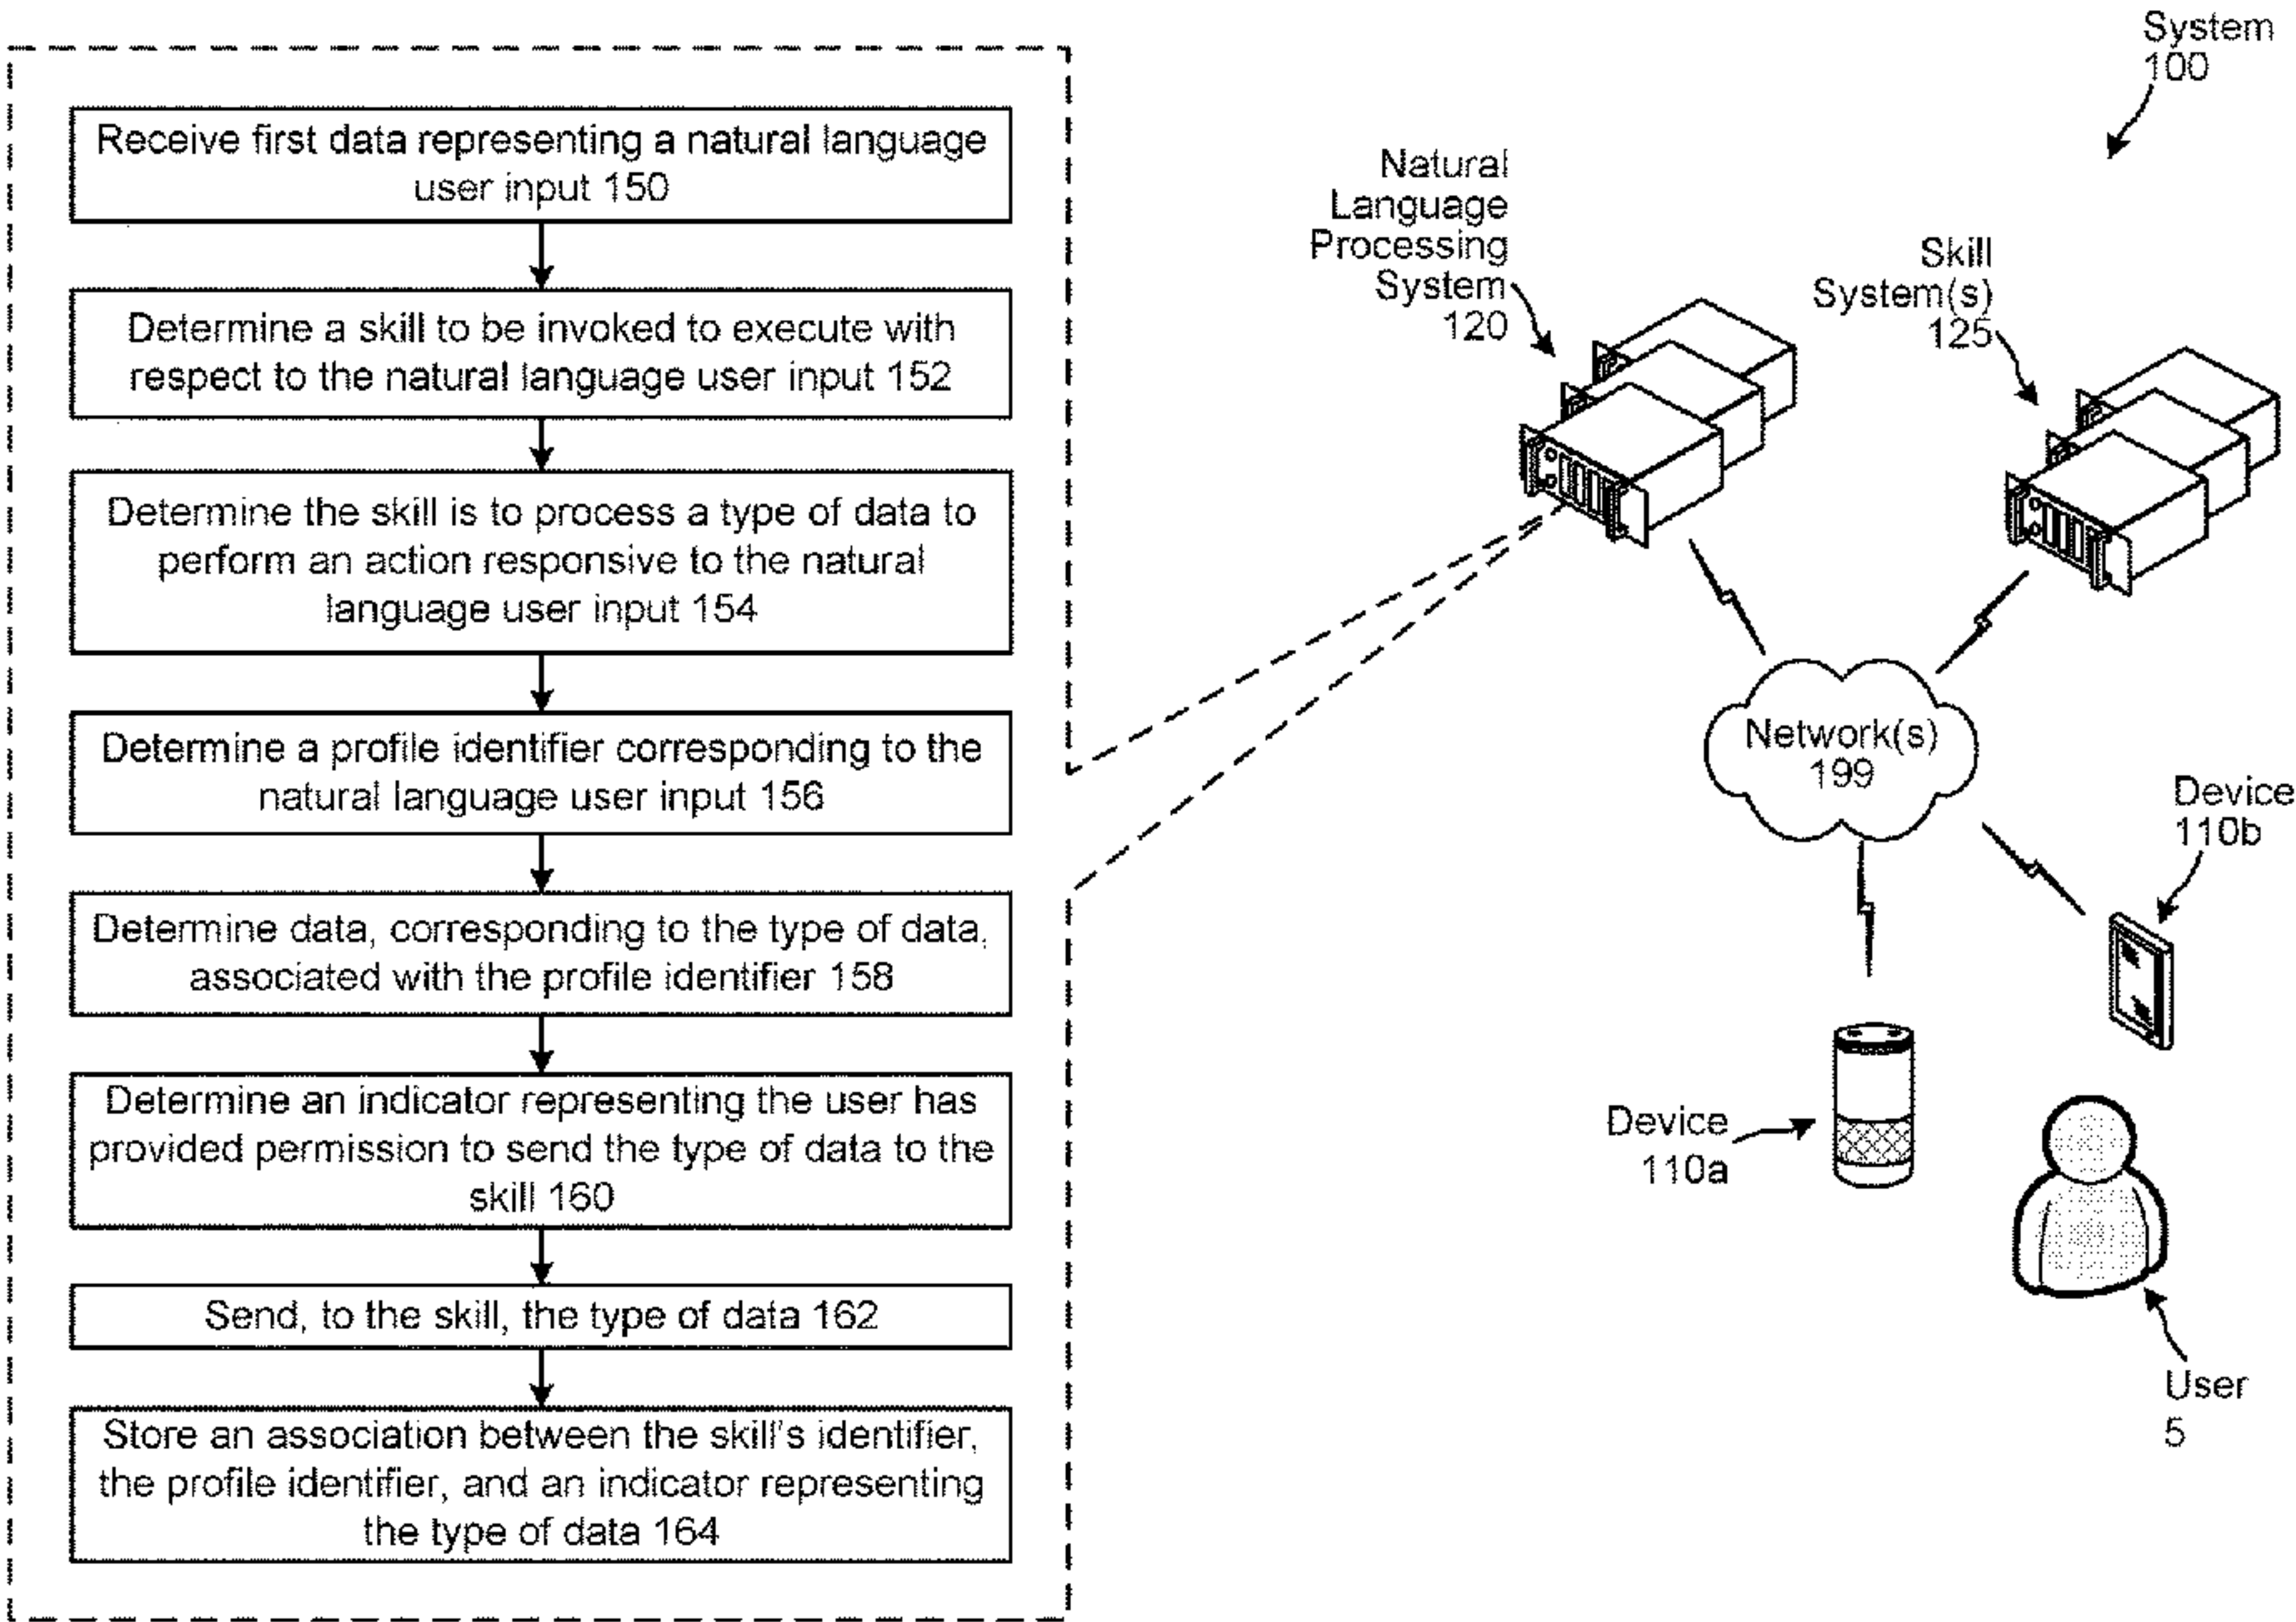 Receive first data representing a natural language
user input 150
Determine a skill to be invoked to execute with
respect to the natural language user input 152
Determine the skill is to process a type of data to
perform an action responsive to the natural
language user input 154
Determine a profile identifier corresponding to the
natural language user input 156
Determine data, corresponding to the type of data,
associated with the profile identifier 158
Determine an indicator representing the user has
provided permission to send the type of data to the
skill 160
Send, to the skill, the type of data 162
Store an association between the skill's identifier,
the profile identifier, and an indicator representing
the type of data 164
System
100
Natural
Language
Processing
System
120
Skill
System(s)
125
Network(s)
199
Device
110b
Device
110a
User
5